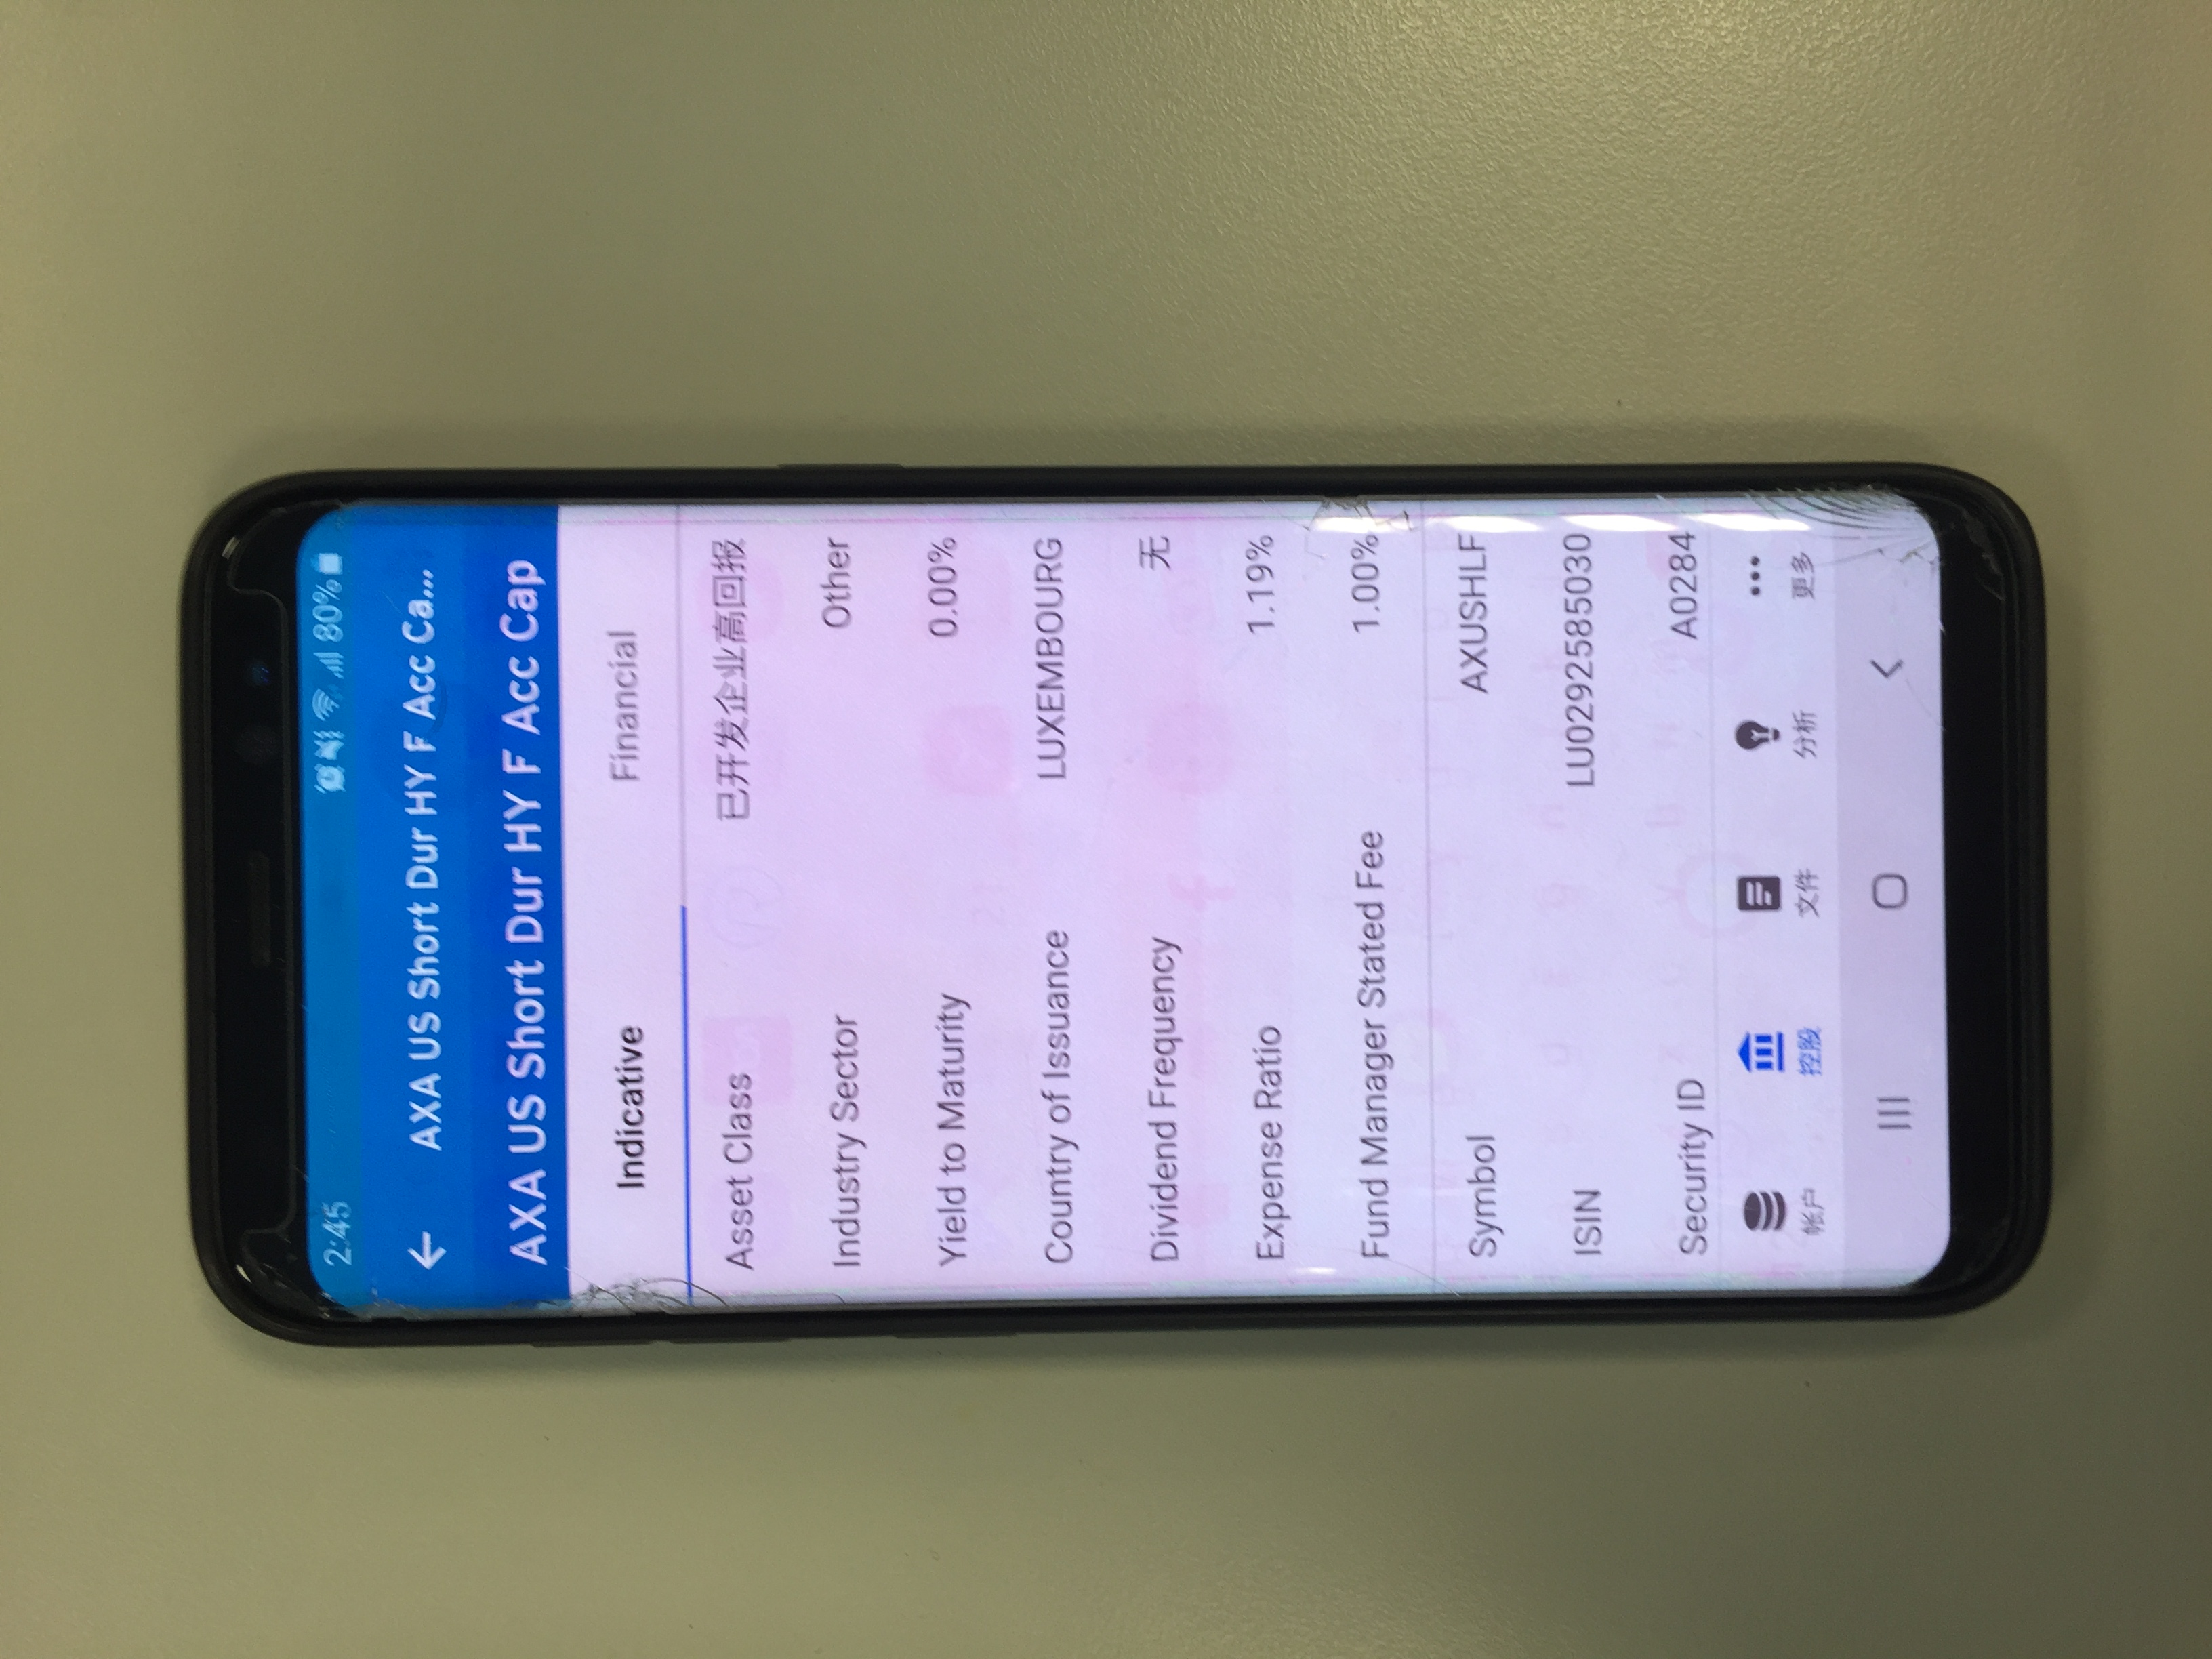 2:45 80%
AXA US Short Dur HY F Acc Ca...
AXA US Short Dur HY F Acc Cap
Indicative Financial
Asset Class 已开发企业高回报
Industry Sector Other
Yield to Maturity 0.00%
Country of Issuance LUXEMBOURG
Dividend Frequency 无
Expense Ratio 1.19%
Fund Manager Stated Fee 1.00%
Symbol AXUSHLF
ISIN LU0292585030
Security ID A0284
帐户 控股 文件 分析 更多